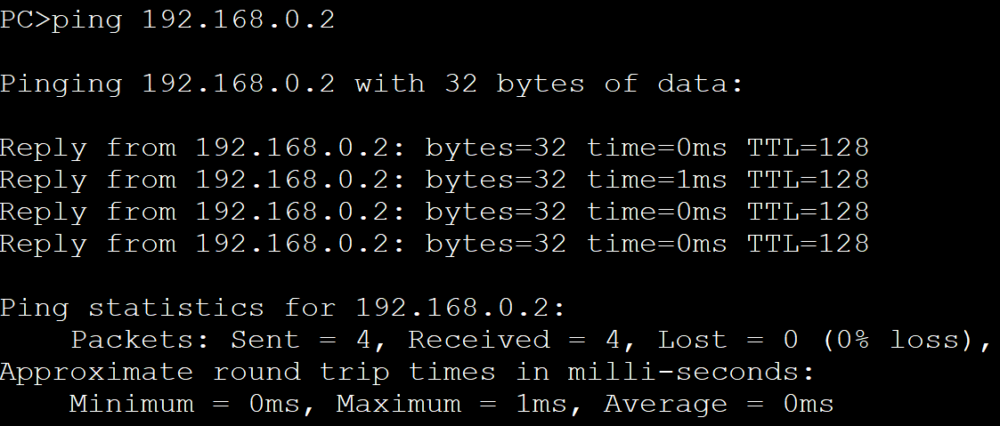 PC>ping 192.168.0.2
Pinging 192.168.0.2 with 32 bytes of data:
Reply from 192.168.0.2: bytes=32 time=0ms TTL=128
Reply from 192.168.0.2: bytes=32 time=1ms TTL=128
Reply from 192.168.0.2: bytes=32 time=0ms TTL=128
Reply from 192.168.0.2: bytes=32 time=0ms TTL=128
Ping statistics for 192.168.0.2:
    Packets: Sent = 4, Received = 4, Lost = 0 (0% loss),
Approximate round trip times in milli-seconds:
    Minimum = 0ms, Maximum = 1ms, Average = 0ms